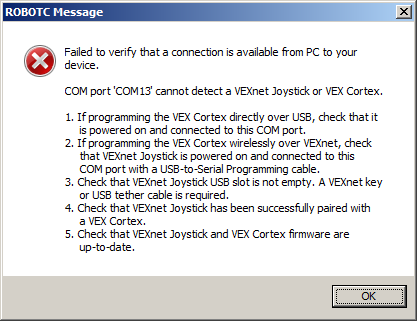 ROBOTC Message
Failed to verify that a connection is available from PC to your
device.
COM port 'COM13' cannot detect a VEXnet Joystick or VEX Cortex.
1. If programming the VEX Cortex directly over USB, check that it
is powered on and connected to this COM port.
2. If programming the VEX Cortex wirelessly over VEXnet, check
that VEXnet Joystick is powered on and connected to this
COM port with a USB-to-Serial Programming cable.
3. Check that VEXnet Joystick USB slot is not empty. A VEXnet key
or USB tether cable is required.
4. Check that VEXnet Joystick has been successfully paired with
a VEX Cortex.
5. Check that VEXnet Joystick and VEX Cortex firmware are
up-to-date.
OK